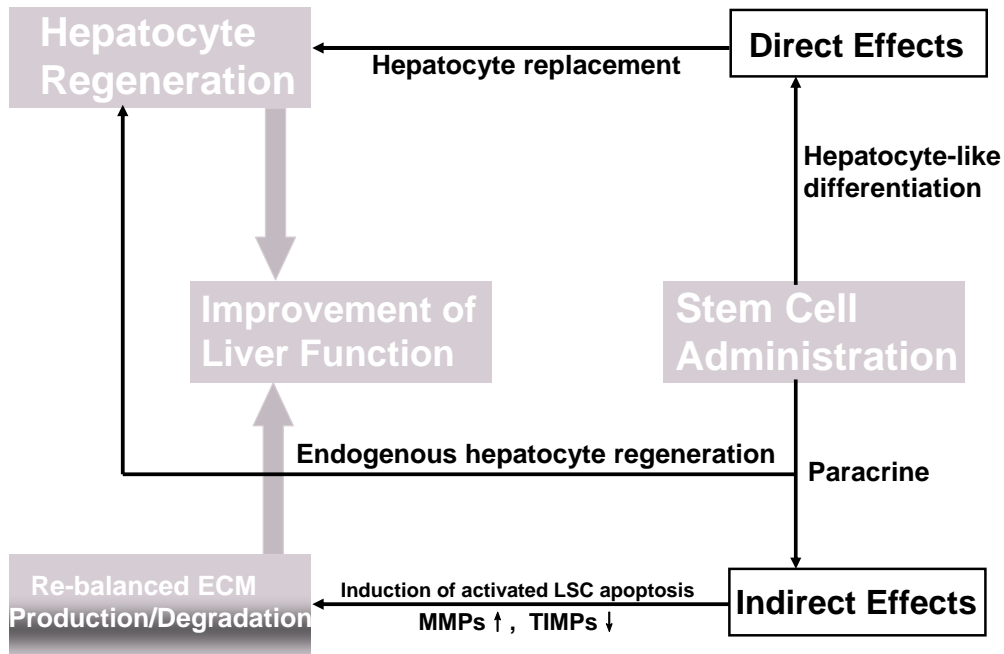 Hepatocyte
Regeneration
Hepatocyte replacement
Direct Effects
Hepatocyte-like
differentiation
Improvement of
Liver Function
Stem Cell
Administration
Endogenous hepatocyte regeneration
Paracrine
Re-balanced ECM
Production/Degradation
Induction of activated LSC apoptosis
MMPs ↑ , TIMPs ↓
Indirect Effects